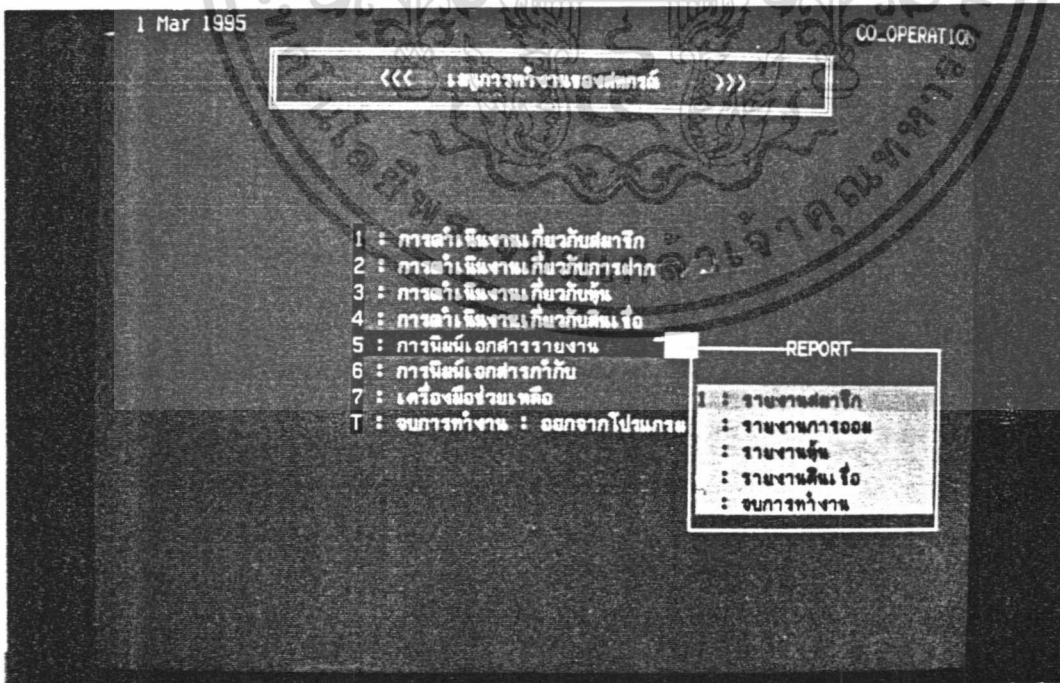 1 Mar 1995
CO_OPERATION
<<< เมนูการทำงานของสหกรณ์ >>>
1 : การดำเนินงานเกี่ยวกับสมาชิก
2 : การดำเนินงานเกี่ยวกับการฝาก
3 : การดำเนินงานเกี่ยวกับหุ้น
4 : การดำเนินงานเกี่ยวกับสินเชื่อ
5 : การพิมพ์เอกสารรายงาน
6 : การพิมพ์เอกสารกำกับ
7 : เครื่องมือช่วยเหลือ
T : จบการทำงาน : ออกจากโปรแกรม
REPORT
1 : รายงานสมาชิก
: รายงานการออม
: รายงานหุ้น
: รายงานสินเชื่อ
: จบการทำงาน